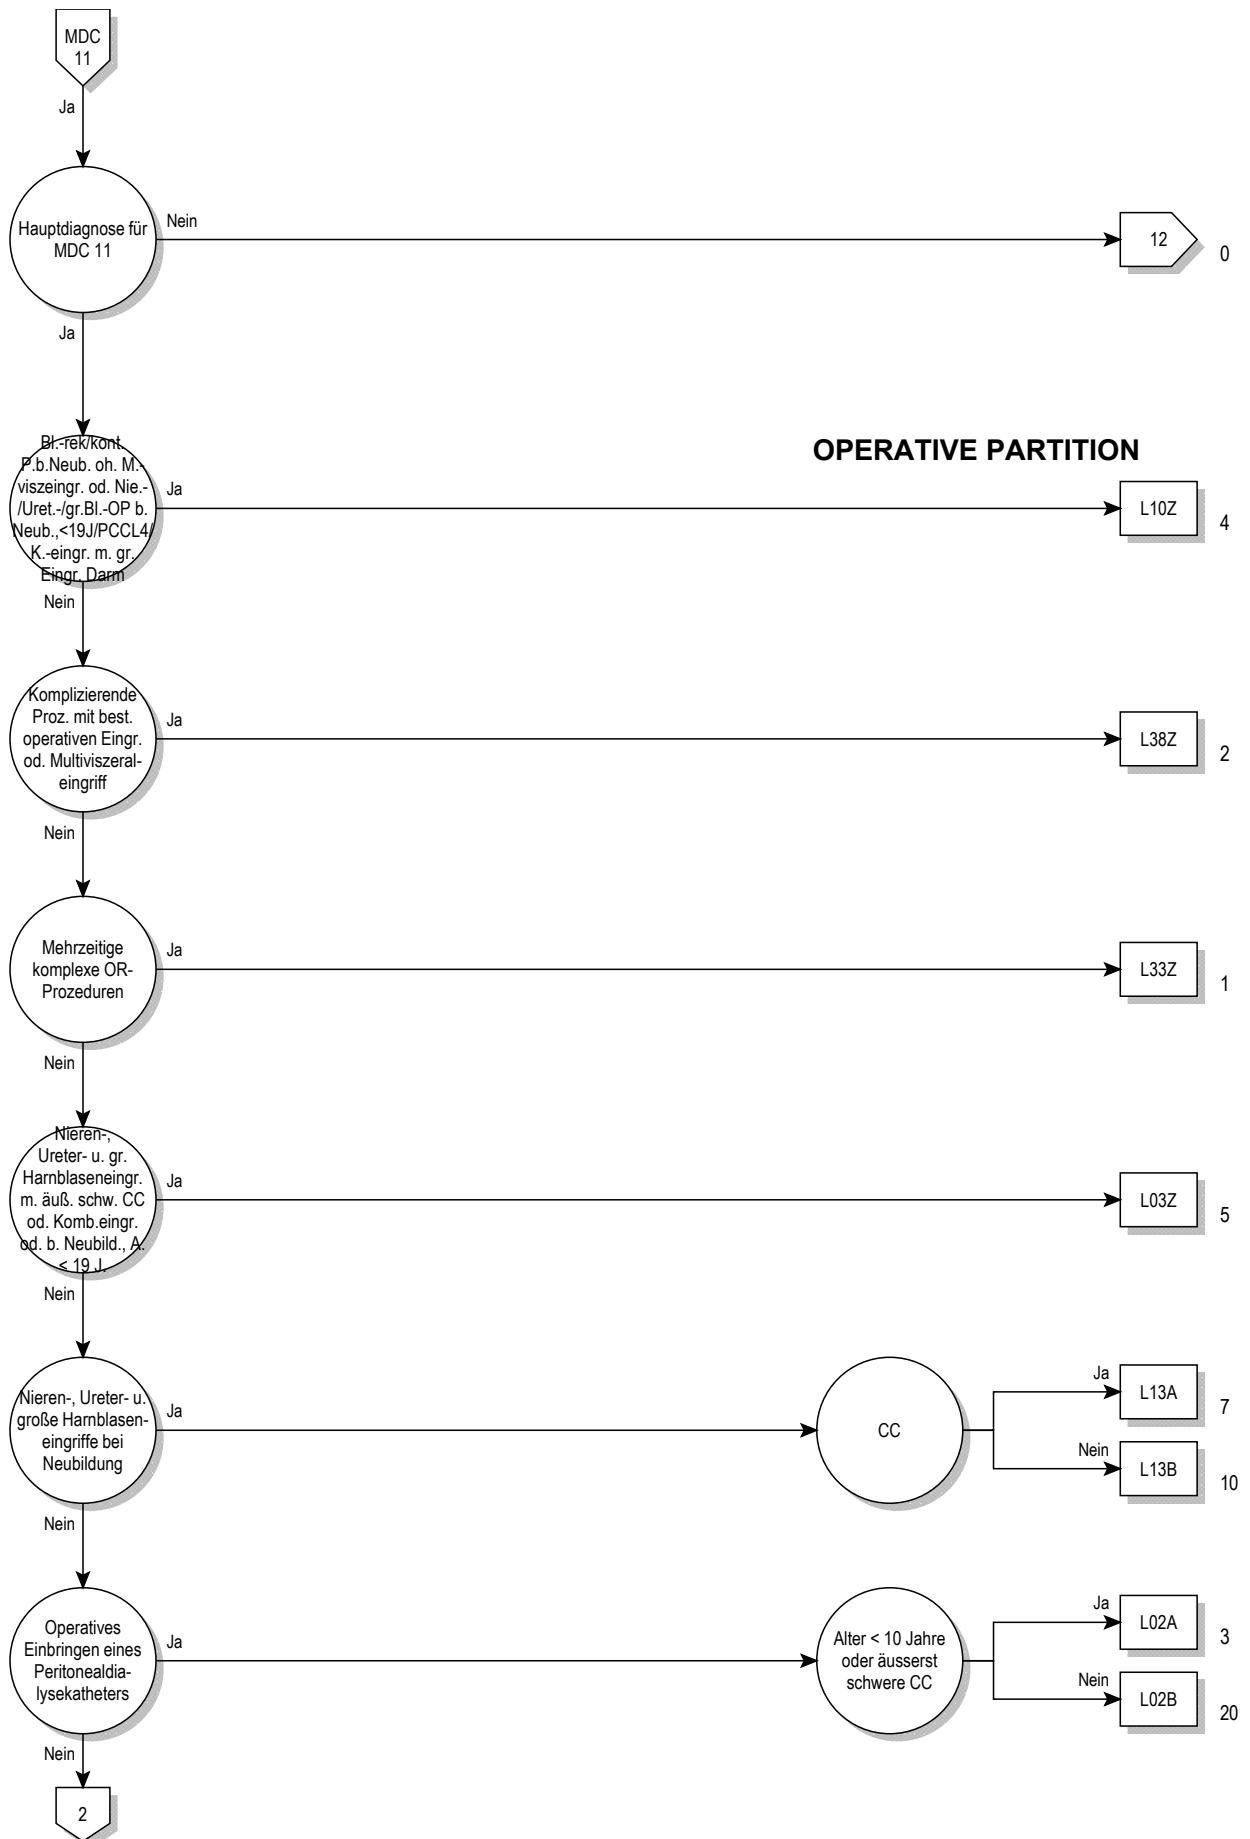 MDC
11
Ja
Hauptdiagnose für
MDC 11
Nein
12
0
Ja
OPERATIVE PARTITION
Bl.-rek/kont.
P.b.Neub. oh. M.-
viszeingr. od. Nie.-
/Uret.-/gr.Bl.-OP b.
Neub.,<19J/PCCL4/
K.-eingr. m. gr.
Eingr. Darm
Ja
L10Z
4
Nein
Komplizierende
Proz. mit best.
operativen Eingr.
od. Multiviszeral-
eingriff
Ja
L38Z
2
Nein
Mehrzeitige
komplexe OR-
Prozeduren
Ja
L33Z
1
Nein
Nieren-,
Ureter- u. gr.
Harnblaseneingr.
m. äuß. schw. CC
od. Komb.eingr.
od. b. Neubild., A.
< 19 J.
Ja
L03Z
5
Nein
Nieren-, Ureter- u.
große Harnblasen-
eingriffe bei
Neubildung
Ja
CC
Ja
L13A
7
Nein
L13B
10
Nein
Operatives
Einbringen eines
Peritonealdia-
lysekatheters
Ja
Alter < 10 Jahre
oder äusserst
schwere CC
Ja
L02A
3
Nein
L02B
20
Nein
2